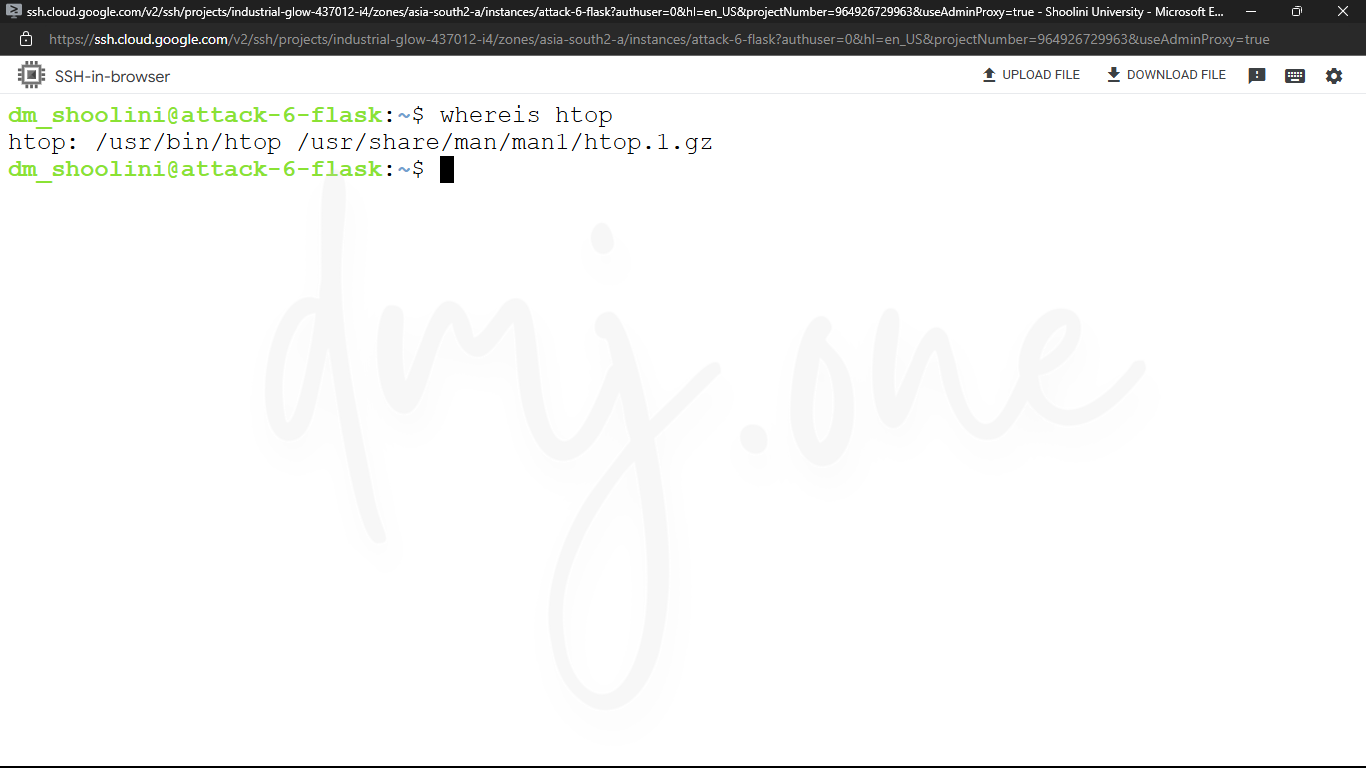 ssh.cloud.google.com/v2/ssh/projects/industrial-glow-437012-i4/zones/asia-south2-a/instances/attack-6-flask?authuser=0&hl=en_US&projectNumber=964926729963&useAdminProxy=true - Shoolini University - Microsoft E...
https://ssh.cloud.google.com/v2/ssh/projects/industrial-glow-437012-i4/zones/asia-south2-a/instances/attack-6-flask?authuser=0&hl=en_US&projectNumber=964926729963&useAdminProxy=true
SSH-in-browser UPLOAD FILE DOWNLOAD FILE
dm_shoolini@attack-6-flask:~$ whereis htop
htop: /usr/bin/htop /usr/share/man/man1/htop.1.gz
dm_shoolini@attack-6-flask:~$
dmj.one